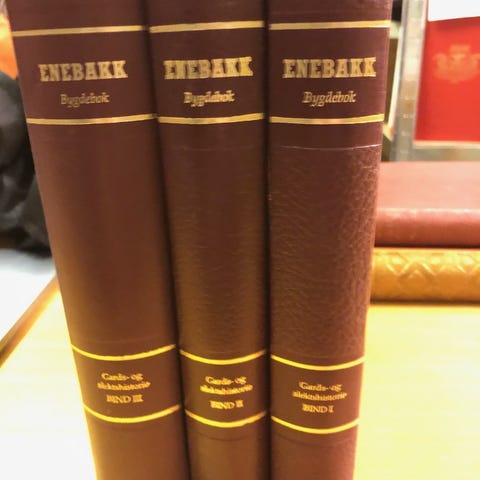 ENEBAKK
Bygdebok
Gards- og
slektshistorie
BIND III
ENEBAKK
Bygdebok
Gards- og
slektshistorie
BIND II
ENEBAKK
Bygdebok
Gards- og
slektshistorie
BIND I